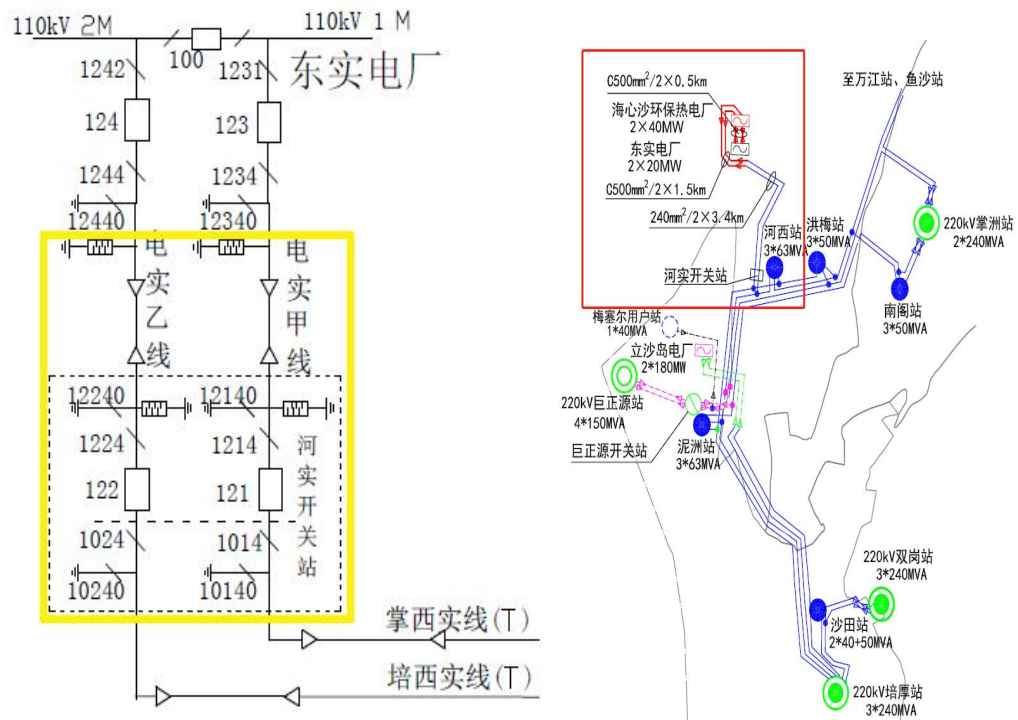 110kV 2M
110kV 1 M
100
1242
1231
东实电厂
124
123
1244
1234
12440
12340
电实乙线
电实甲线
12240
12140
1224
1214
122
121
河实开关站
1024
1014
10240
10140
掌西实线(T)
培西实线(T)
C500mm²/2×0.5km
海心沙环保热电厂
2×40MW
东实电厂
2×20MW
C500mm²/2×1.5km
240mm²/2×3.4km
河西站
3*63MVA
河实开关站
至万江站、鱼沙站
洪梅站
3*50MVA
220kV掌洲站
2*240MVA
南阁站
3*50MVA
梅塞尔用户站
1*40MVA
立沙岛电厂
2*180MW
220kV巨正源站
4*150MVA
巨正源开关站
泥洲站
3*63MVA
220kV双岗站
3*240MVA
沙田站
2*40+50MVA
220kV培厚站
3*240MVA